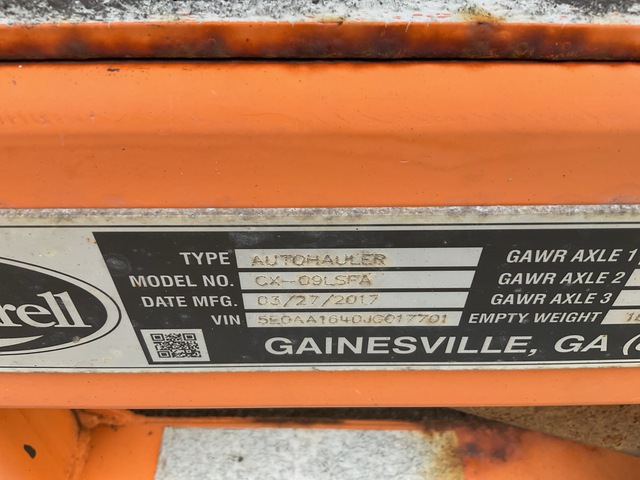 rell
TYPE AUTOHAULER
MODEL NO. CX-09LSFA
DATE MFG. 03/27/2017
VIN 5E0AA1640JG017701
GAWR AXLE 1
GAWR AXLE 2
GAWR AXLE 3
EMPTY WEIGHT
GAINESVILLE, GA